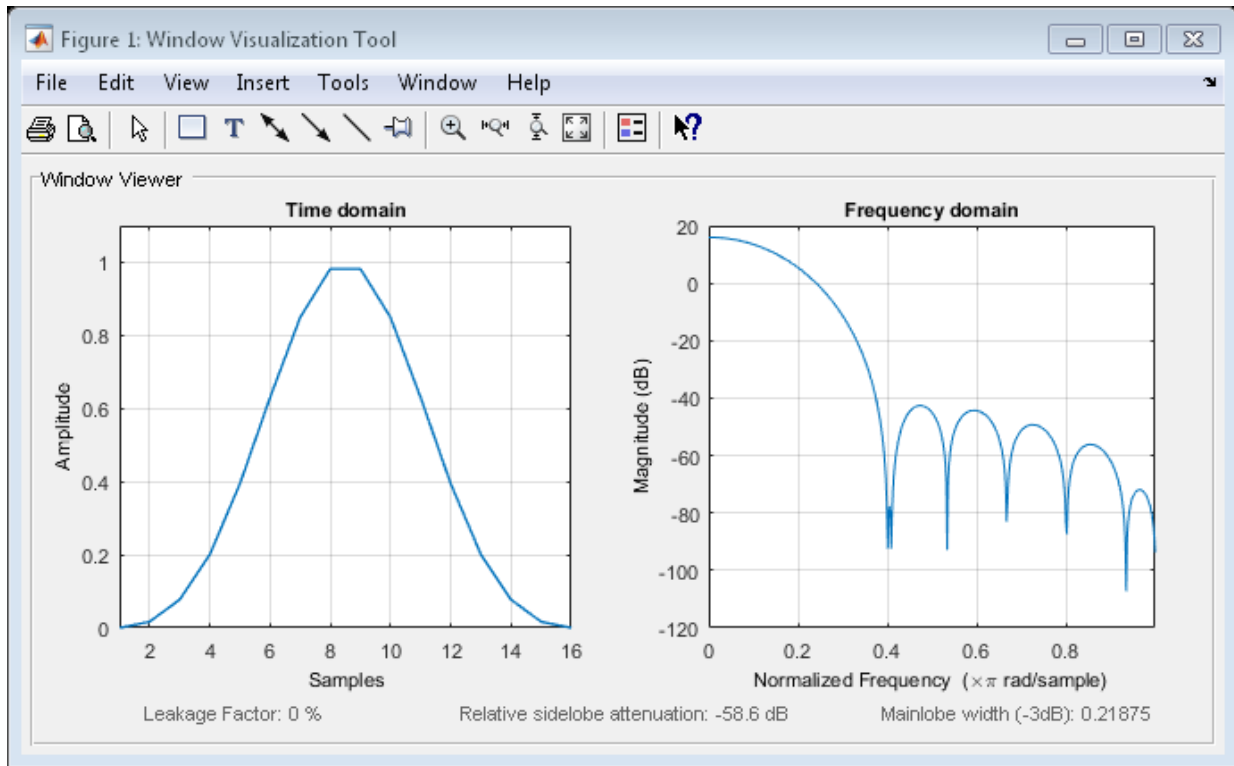 Figure 1: Window Visualization Tool
File Edit View Insert Tools Window Help
T
?
Window Viewer
Time domain
1
0.8
0.6
0.4
0.2
0
Amplitude
2 4 6 8 10 12 14 16
Samples
Frequency domain
20
0
-20
-40
-60
-80
-100
-120
Magnitude (dB)
0 0.2 0.4 0.6 0.8
Normalized Frequency (×π rad/sample)
Leakage Factor: 0 % Relative sidelobe attenuation: -58.6 dB Mainlobe width (-3dB): 0.21875